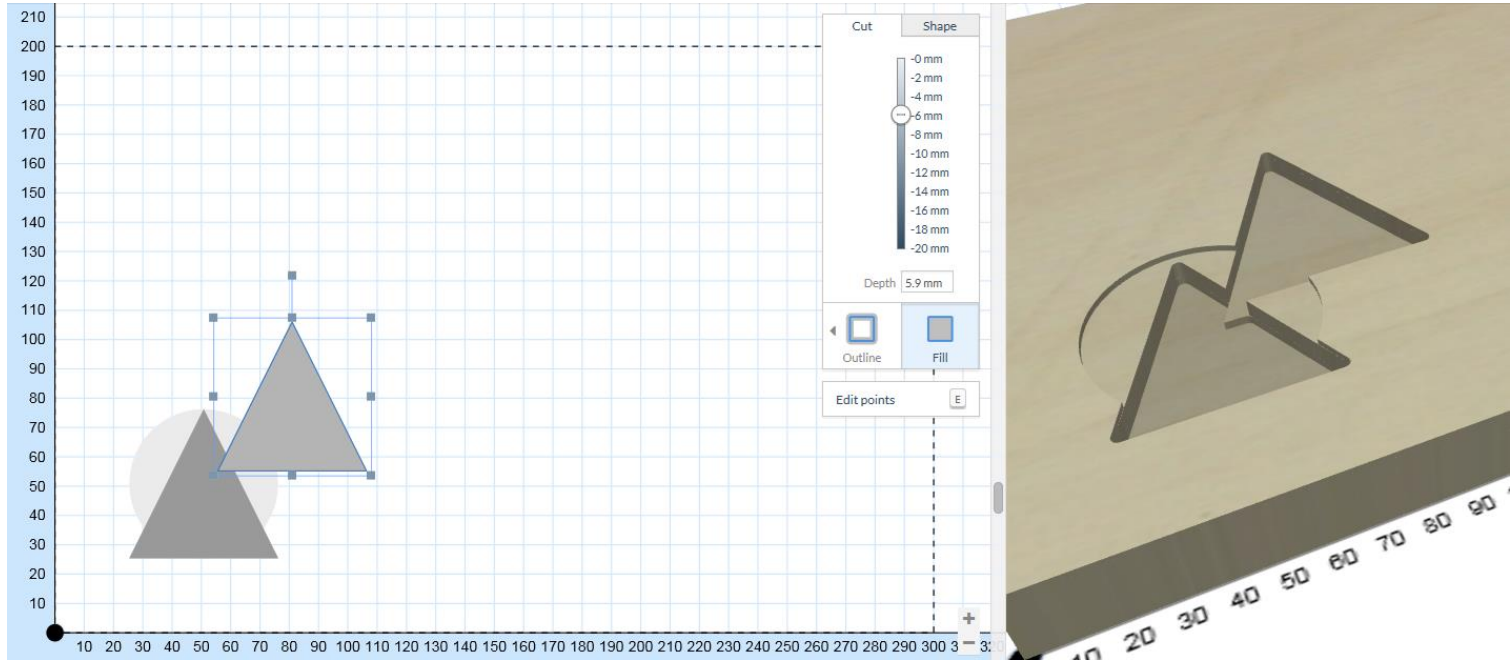 210
200
190
180
170
160
150
140
130
120
110
100
90
80
70
60
50
40
30
20
10
10 20 30 40 50 60 70 80 90 100 110 120 130 140 150 160 170 180 190 200 210 220 230 240 250 260 270 280 290 300
Cut Shape
-0 mm
-2 mm
-4 mm
-6 mm
-8 mm
-10 mm
-12 mm
-14 mm
-16 mm
-18 mm
-20 mm
Depth 5.9 mm
Outline Fill
Edit points E
+
−
10 20 30 40 50 60 70 80 90